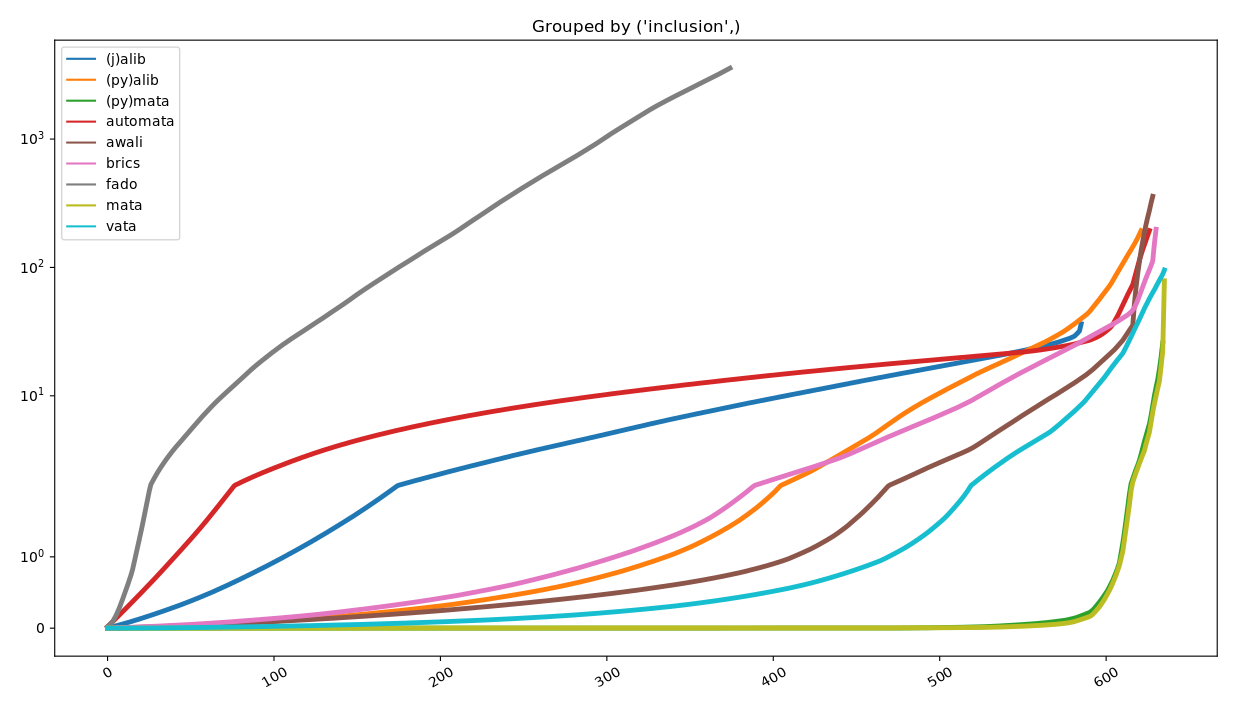 Grouped by ('inclusion',)
(j)alib
(py)alib
(py)mata
automata
awali
brics
fado
mata
vata
10³
10²
10¹
10⁰
0
0
100
200
300
400
500
600